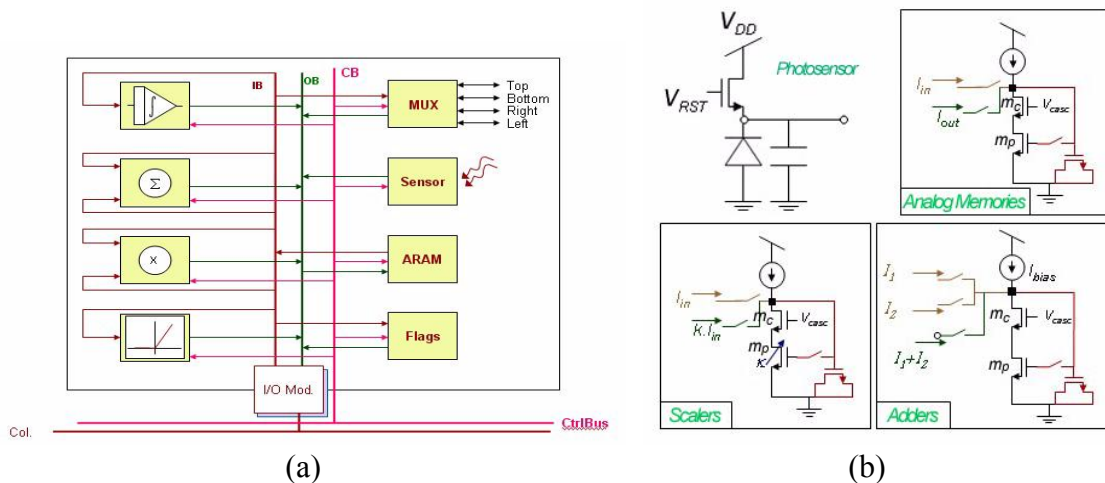 IB
OB
CB
∫
MUX
Top
Bottom
Right
Left
Σ
Sensor
x
ARAM
Flags
I/O Mod.
CtrlBus
Col.
(a)
V_DD
Photosensor
V_RST
I_in
I_out
m_c
V_casc
m_p
Analog Memories
I_in
k.I_in
m_c
V_casc
m_p
κ
Scalers
I_1
I_bias
I_2
m_c
V_casc
I_1+I_2
m_p
Adders
(b)